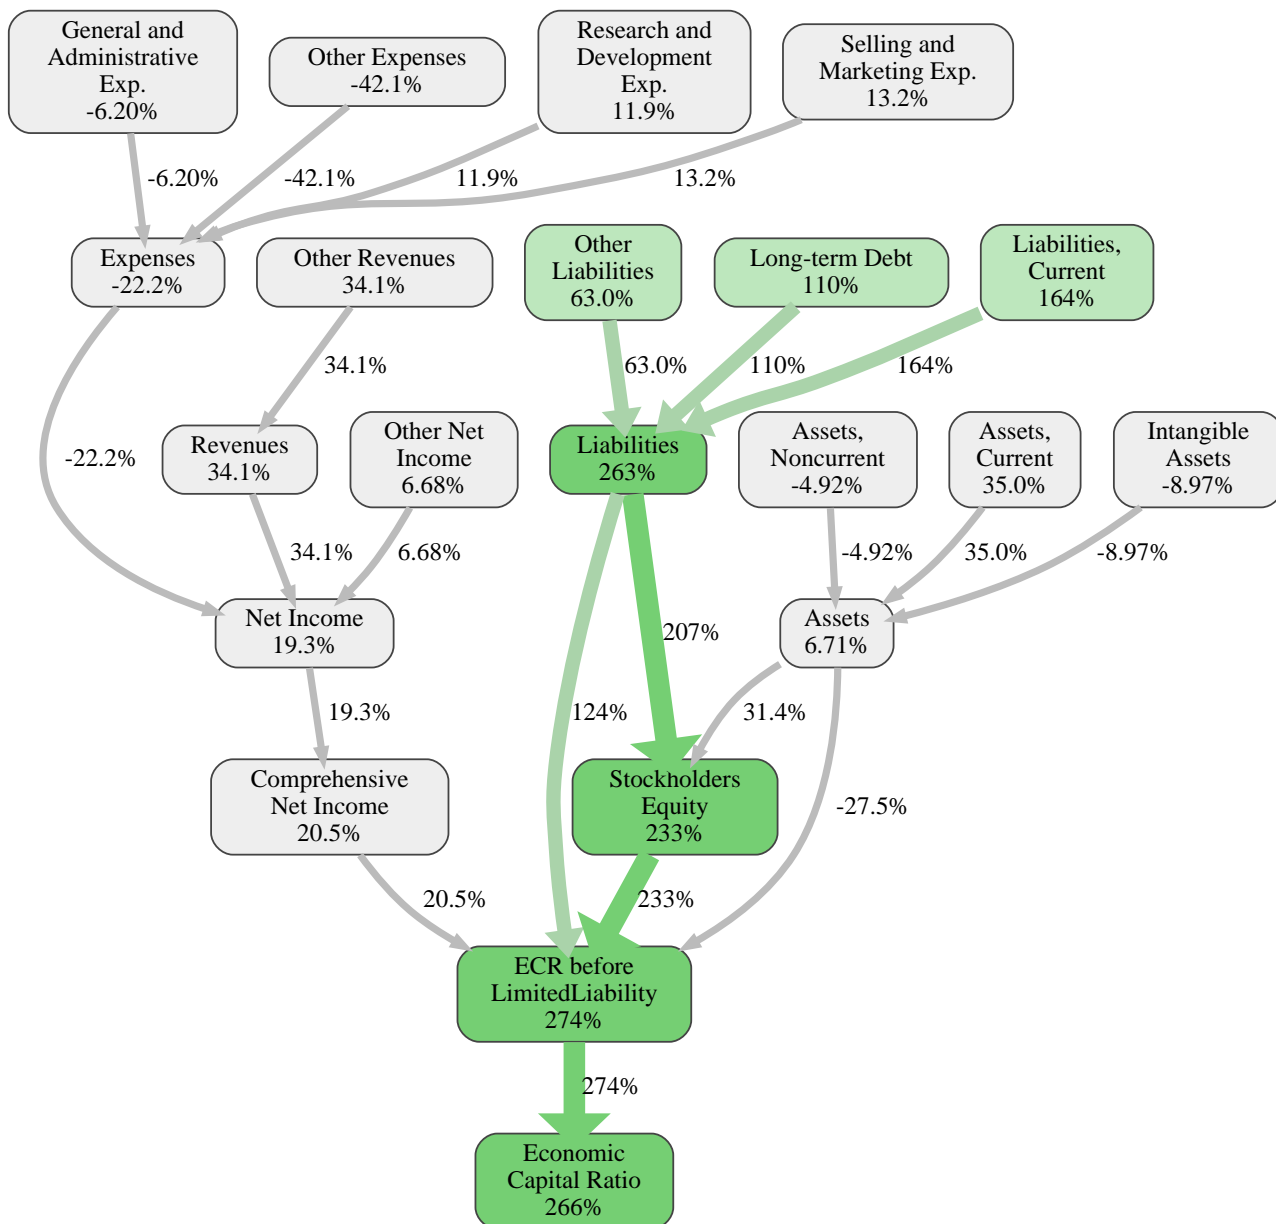 General and
Administrative
Exp.
-6.20%
Other Expenses
-42.1%
Research and
Development
Exp.
11.9%
Selling and
Marketing Exp.
13.2%
-6.20%
-42.1%
11.9%
13.2%
Expenses
-22.2%
Other Revenues
34.1%
Other
Liabilities
63.0%
Long-term Debt
110%
Liabilities,
Current
164%
34.1%
63.0%
110%
164%
-22.2%
Revenues
34.1%
Other Net
Income
6.68%
Liabilities
263%
Assets,
Noncurrent
-4.92%
Assets,
Current
35.0%
Intangible
Assets
-8.97%
34.1%
6.68%
-4.92%
35.0%
-8.97%
Net Income
19.3%
207%
Assets
6.71%
19.3%
124%
31.4%
Comprehensive
Net Income
20.5%
Stockholders
Equity
233%
-27.5%
20.5%
233%
ECR before
LimitedLiability
274%
274%
Economic
Capital Ratio
266%